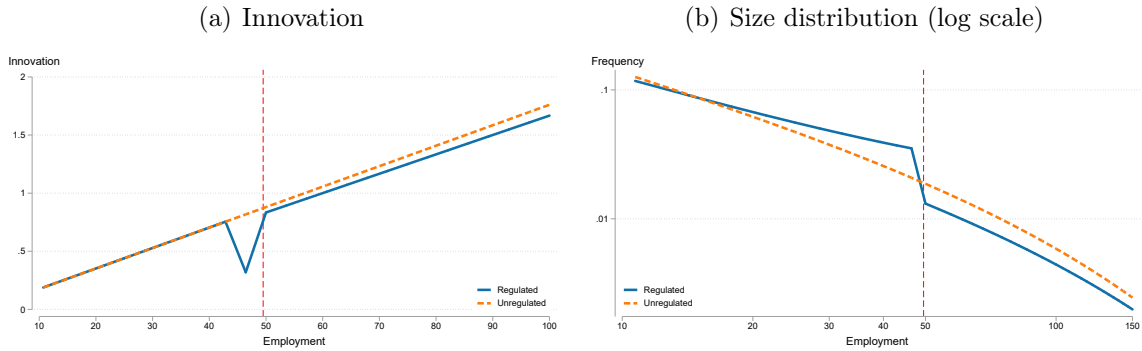 (a) Innovation
Innovation
2
1.5
1
.5
0
10 20 30 40 50 60 70 80 90 100
Employment
Regulated
Unregulated
(b) Size distribution (log scale)
Frequency
.1
.01
10 20 30 40 50 100 150
Employment
Regulated
Unregulated